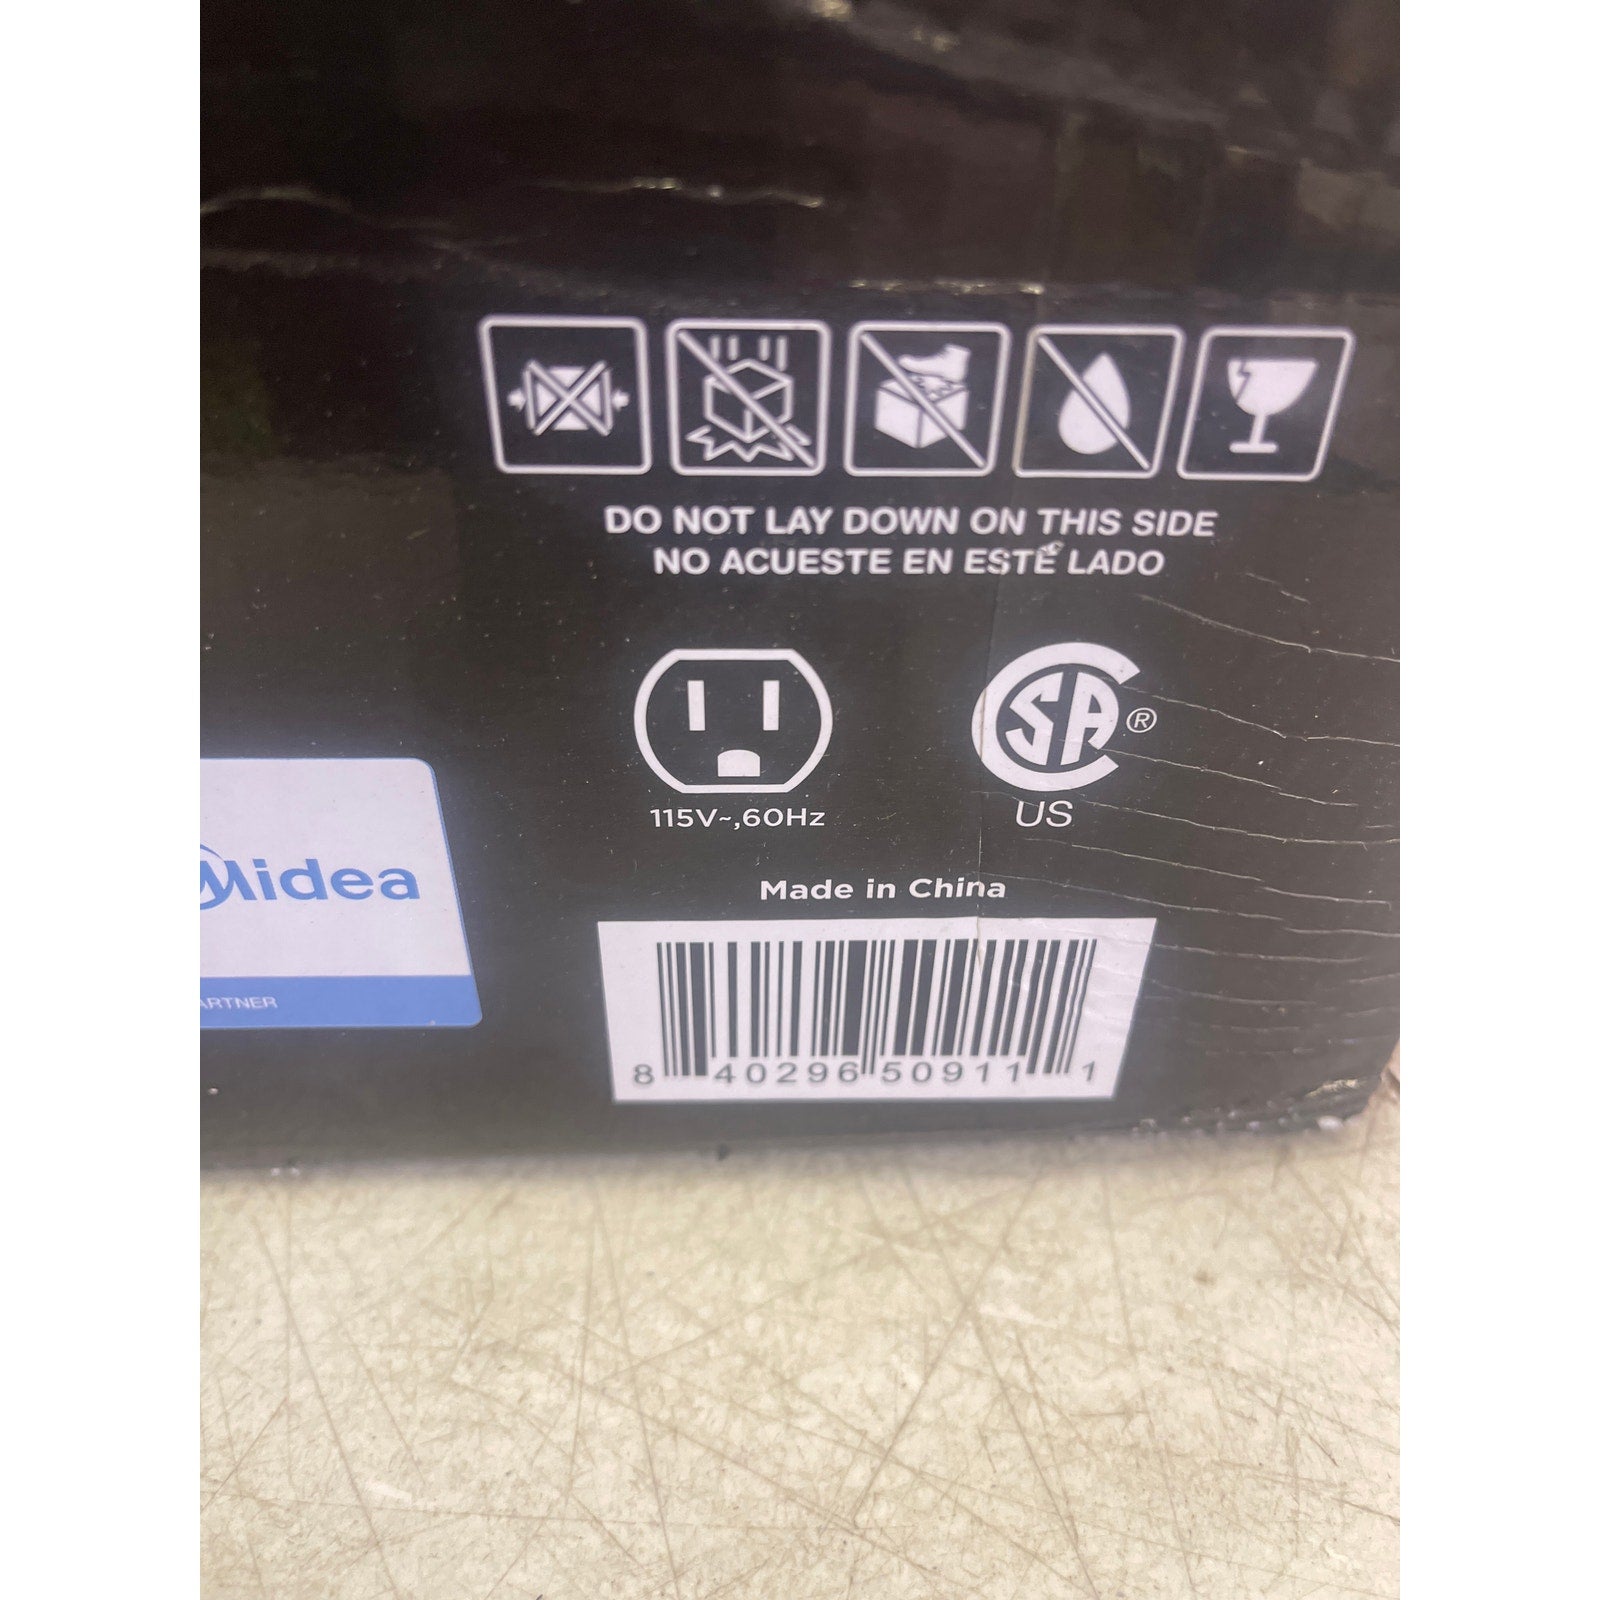 DO NOT LAY DOWN ON THIS SIDE
NO ACUESTE EN ESTE LADO
SA®
US
115V~,60Hz
Midea
Made in China
8 40296 50911 1